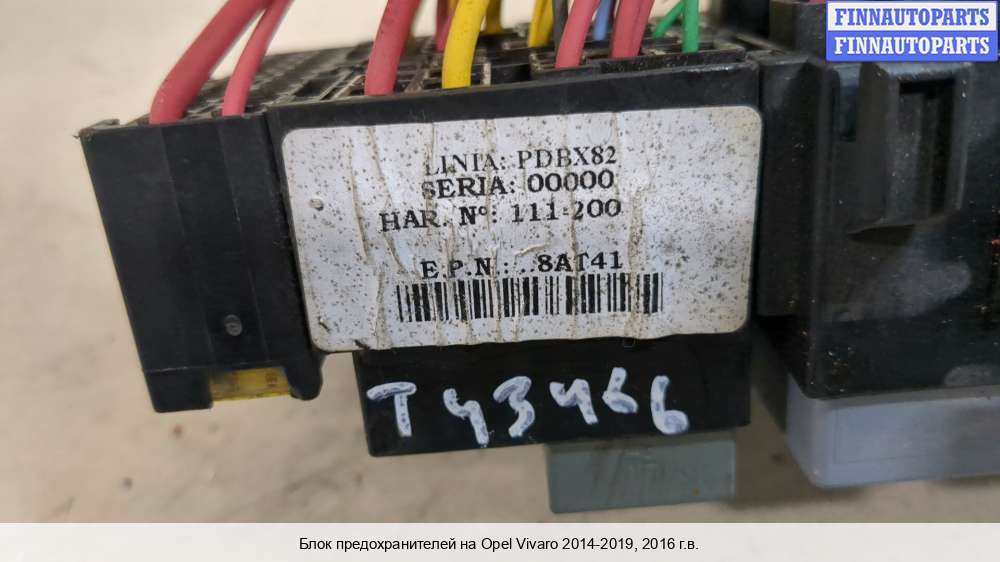 FINNAUTOPARTS
FINNAUTOPARTS
LINIA: PDBX82
SERIA: 00000
HAR. Nº: 111-200
E.P.N.: ..8AT41
T43466
Блок предохранителей на Opel Vivaro 2014-2019, 2016 г.в.